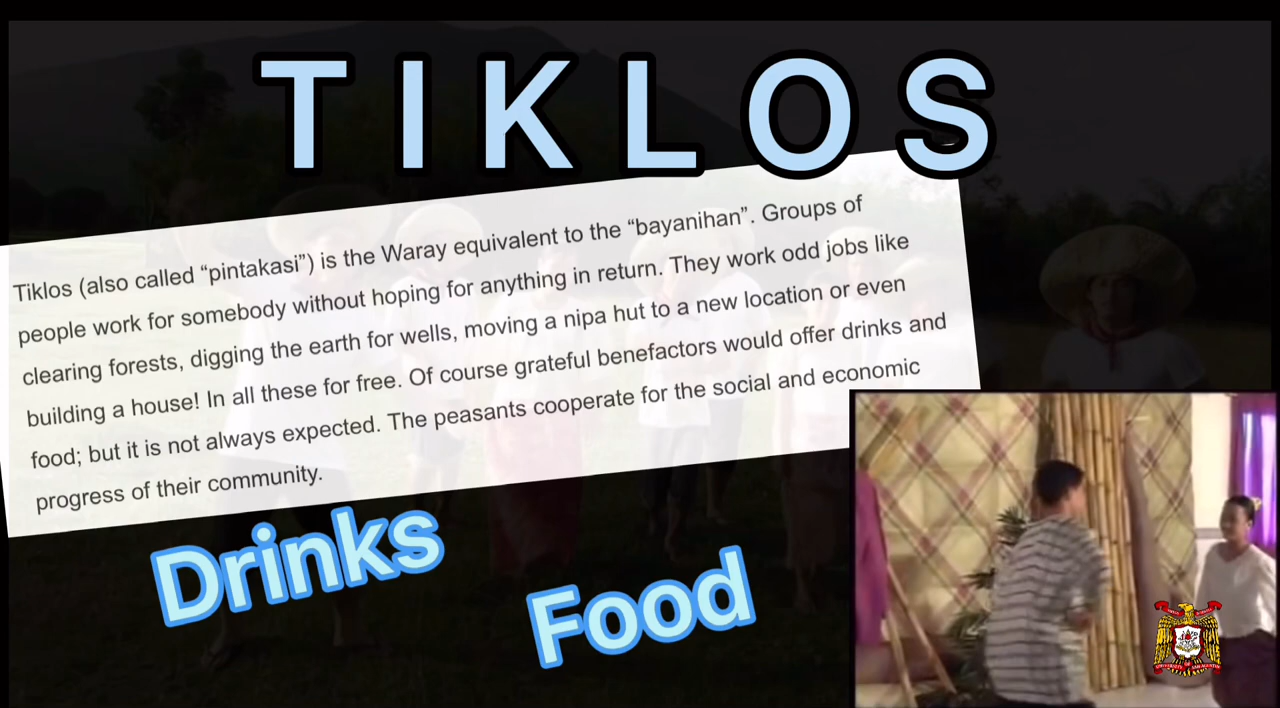 T I K L O S
Tiklos (also called “pintakasi”) is the Waray equivalent to the “bayanihan”. Groups of
people work for somebody without hoping for anything in return. They work odd jobs like
clearing forests, digging the earth for wells, moving a nipa hut to a new location or even
building a house! In all these for free. Of course grateful benefactors would offer drinks and
food; but it is not always expected. The peasants cooperate for the social and economic
progress of their community.
Drinks
Food